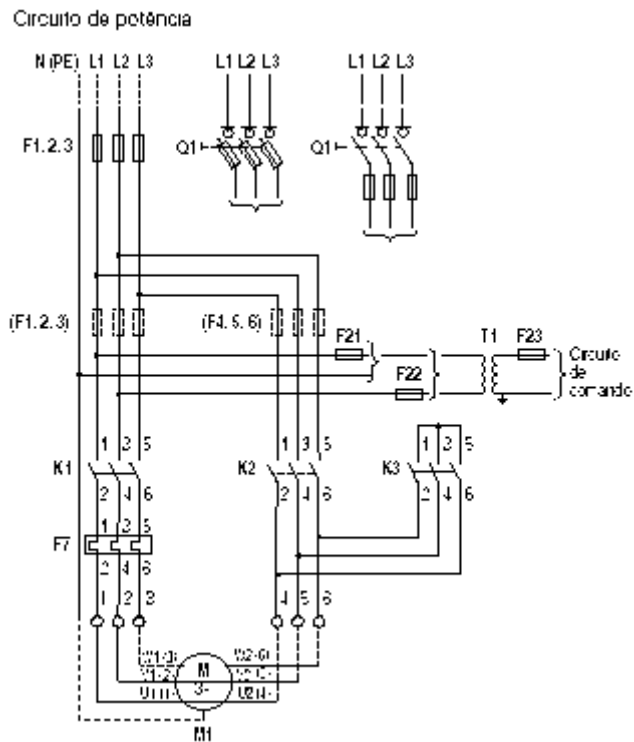 Circuito de potência
N (PE) L1 L2 L3
L1 L2 L3
L1 L2 L3
F1.2.3
Q1
Q1
(F1.2.3)
(F4.5.6)
F21
T1
F23
F22
Circuito
de
comando
1 3 5
1 3 5
1 3 5
K1
K2
K3
2 4 6
2 4 6
2 4 6
1 3 5
F7
2 4 6
1 2 3
4 5 6
M
3~
M1